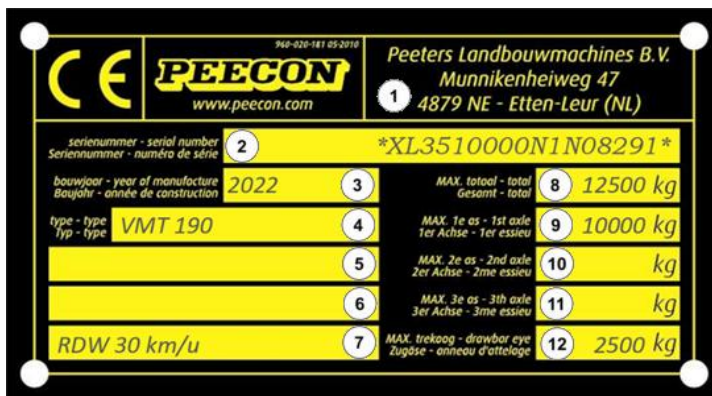 960-020-181 05-2010
CE
PEECON
www.peecon.com
Peeters Landbouwmachines B.V.
Munnikenheiweg 47
4879 NE - Etten-Leur (NL)
1
serienummer - serial number
Seriennummer - numéro de série
2
*XL3510000N1N08291*
bouwjaar - year of manufacture
Baujahr - année de construction
2022
3
type - type
Typ - type
VMT 190
4
5
6
RDW 30 km/u
7
MAX. totaal - total
Gesamt - total
8
12500 kg
MAX. 1e as - 1st axle
1er Achse - 1er essieu
9
10000 kg
MAX. 2e as - 2nd axle
2er Achse - 2me essieu
10
kg
MAX. 3e as - 3th axle
3er Achse - 3me essieu
11
kg
MAX. trekoog - drawbar eye
Zugöse - anneau d'attelage
12
2500 kg